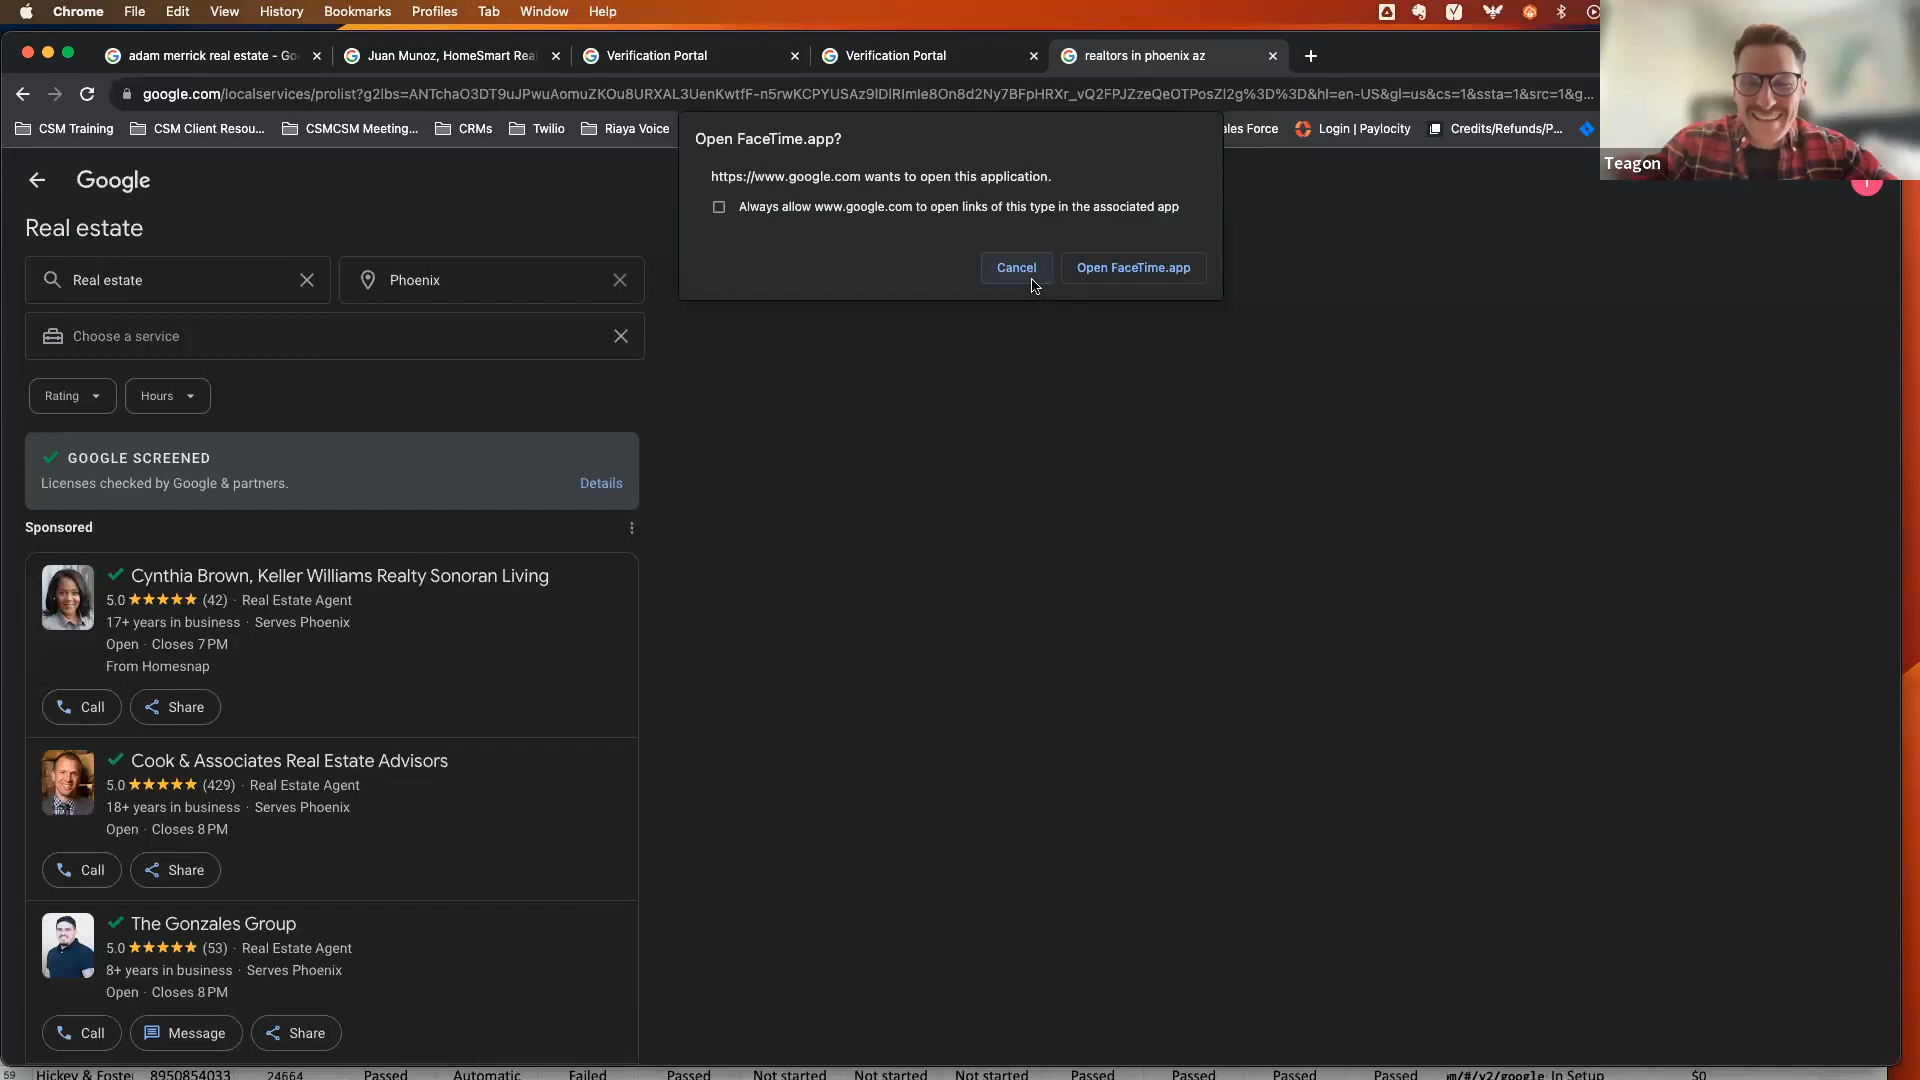 Chrome File Edit View History Bookmarks Profiles Tab Window Help
adam merrick real estate - Go
Juan Munoz, HomeSmart Rea
Verification Portal
Verification Portal
realtors in phoenix az
google.com/localservices/prolist?g2lbs=ANTchaO3DT9uJPwuAomuZKOu8URXAL3UenKwtfF-n5rwKCPYUSAz9lDlRImle8On8d2Ny7BFpHRXr_vQ2FPJZzeQeOTPosZl2g%3D%3D&hl=en-US&gl=us&cs=1&ssta=1&src=1&g...
CSM Training
CSM Client Resou...
CSMCSM Meeting...
CRMs
Twilio
Riaya Voice
ales Force
Login | Paylocity
Credits/Refunds/P...
Teagon
Open FaceTime.app?
https://www.google.com wants to open this application.
Always allow www.google.com to open links of this type in the associated app
Cancel
Open FaceTime.app
Google
Real estate
Real estate
Phoenix
Choose a service
Rating
Hours
GOOGLE SCREENED
Licenses checked by Google & partners.
Details
Sponsored
Cynthia Brown, Keller Williams Realty Sonoran Living
5.0 ★★★★★ (42) · Real Estate Agent
17+ years in business · Serves Phoenix
Open · Closes 7 PM
From Homesnap
Call
Share
Cook & Associates Real Estate Advisors
5.0 ★★★★★ (429) · Real Estate Agent
18+ years in business · Serves Phoenix
Open · Closes 8 PM
Call
Share
The Gonzales Group
5.0 ★★★★★ (53) · Real Estate Agent
8+ years in business · Serves Phoenix
Open · Closes 8 PM
Call
Message
Share
59 Hickey & Foste 8950854033 24664 Passed Automatic Failed Passed Not started Not started Not started Passed Passed Passed Passed m/#/v2/google In Setup $0